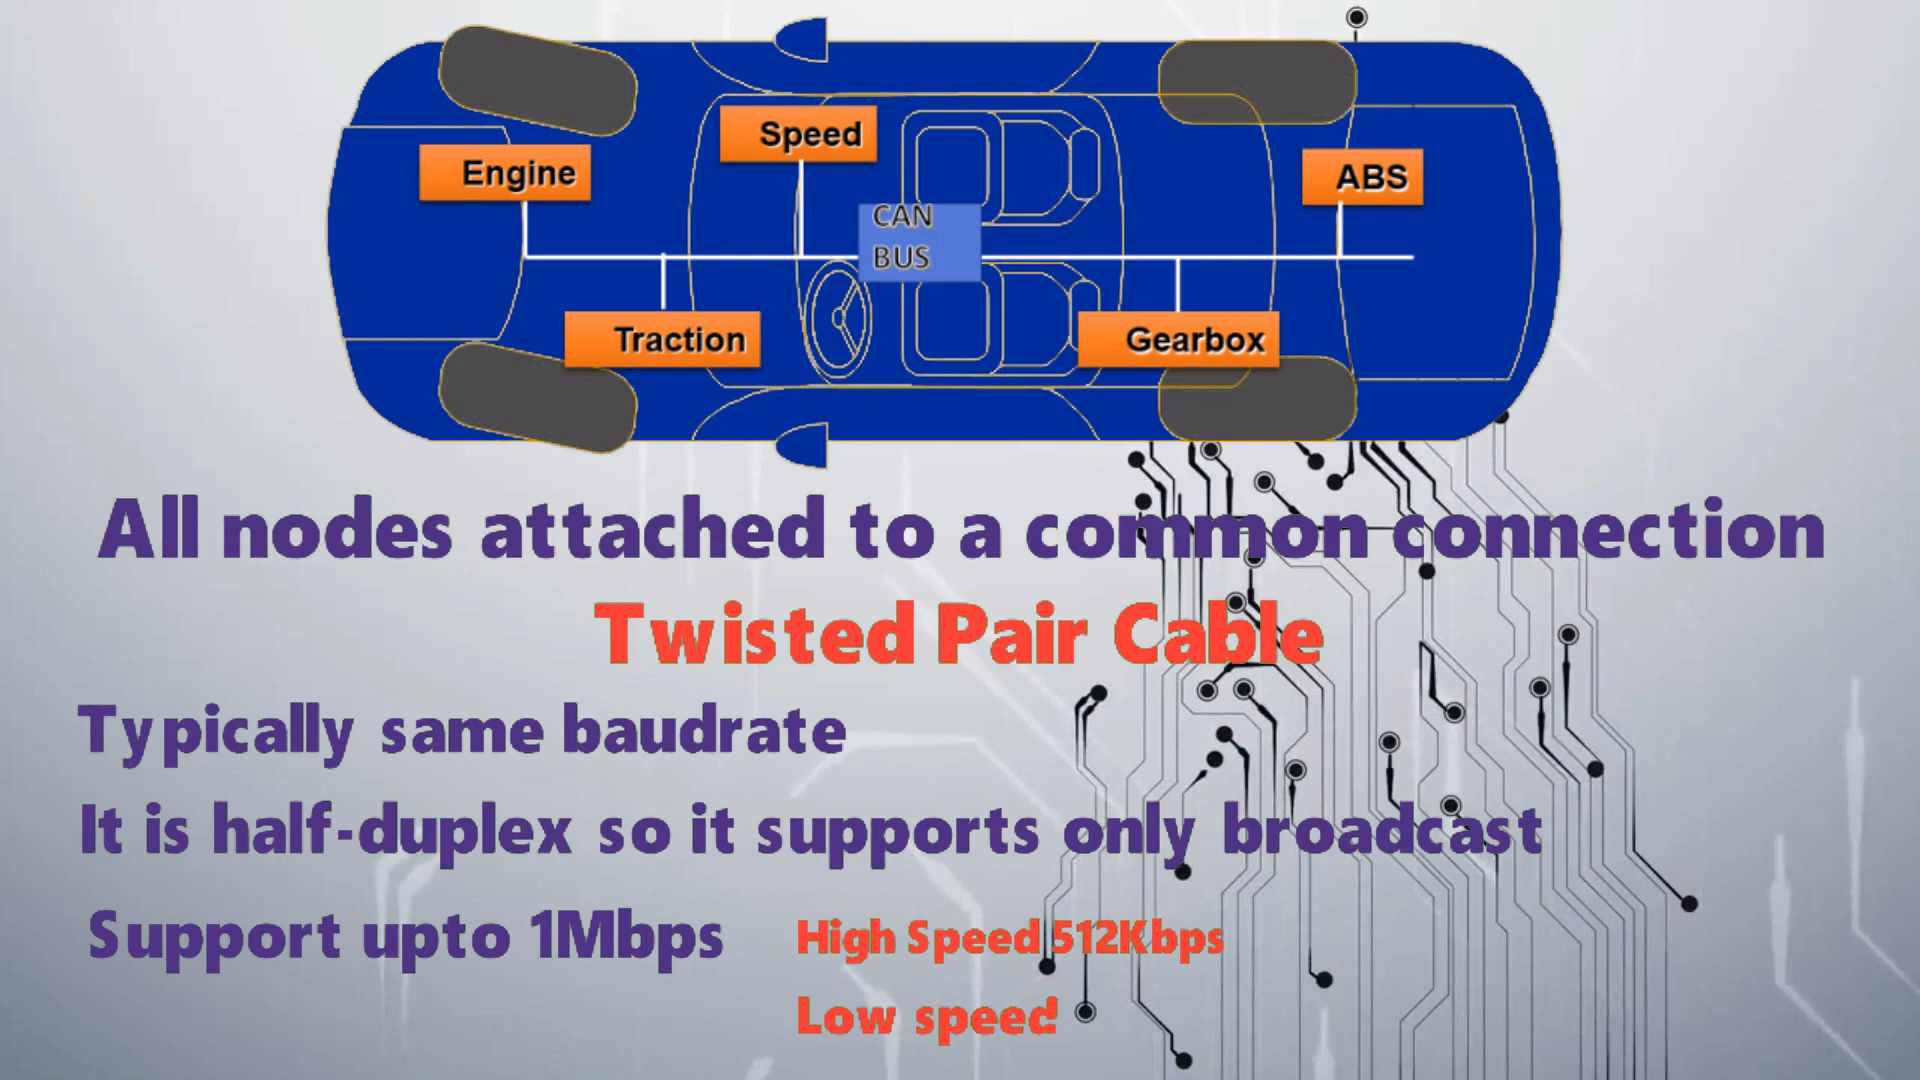 Speed
Engine
ABS
CAN
BUS
Traction
Gearbox
All nodes attached to a common connection
Twisted Pair Cable
Typically same baudrate
It is half-duplex so it supports only broadcast
Support upto 1Mbps
High Speed 512Kbps
Low speed